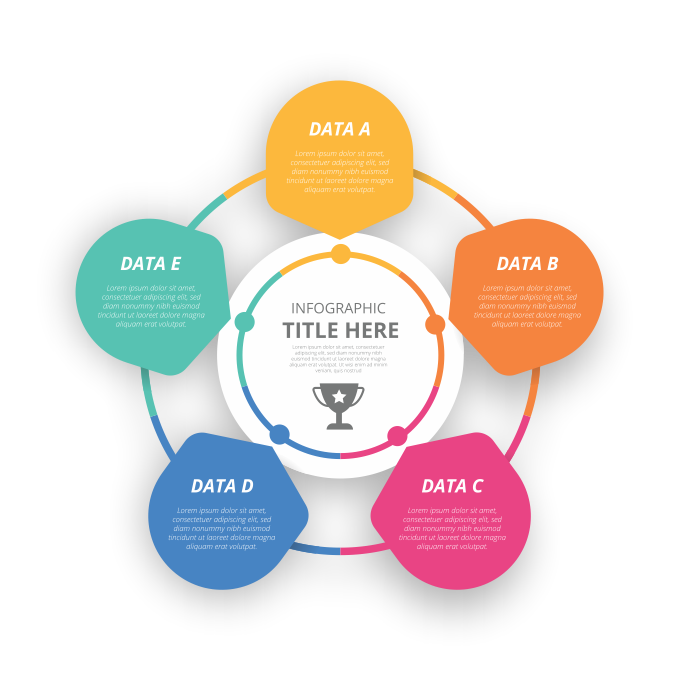 DATA A
Lorem ipsum dolor sit amet,
consectetuer adipiscing elit, sed
diam nonummy nibh euismod
tincidunt ut laoreet dolore magna
aliquam erat volutpat.
DATA E
Lorem ipsum dolor sit amet,
consectetuer adipiscing elit, sed
diam nonummy nibh euismod
tincidunt ut laoreet dolore magna
aliquam erat volutpat.
DATA B
Lorem ipsum dolor sit amet,
consectetuer adipiscing elit, sed
diam nonummy nibh euismod
tincidunt ut laoreet dolore magna
aliquam erat volutpat.
INFOGRAPHIC
TITLE HERE
Lorem ipsum dolor sit amet, consectetuer
adipiscing elit, sed diam nonummy nibh
euismod tincidunt ut laoreet dolore magna
aliquam erat volutpat. Ut wisi enim ad minim
veniam, quis nostrud
DATA D
Lorem ipsum dolor sit amet,
consectetuer adipiscing elit, sed
diam nonummy nibh euismod
tincidunt ut laoreet dolore magna
aliquam erat volutpat.
DATA C
Lorem ipsum dolor sit amet,
consectetuer adipiscing elit, sed
diam nonummy nibh euismod
tincidunt ut laoreet dolore magna
aliquam erat volutpat.